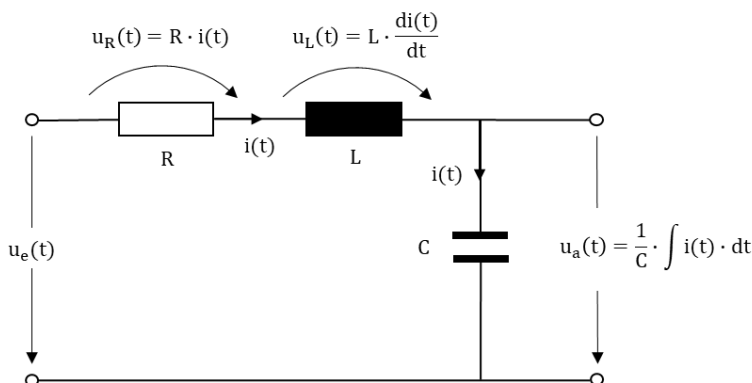 u_R(t) = R · i(t)
u_L(t) = L · di(t)/dt
R
i(t)
L
i(t)
C
u_e(t)
u_a(t) = 1/C · ∫ i(t) · dt